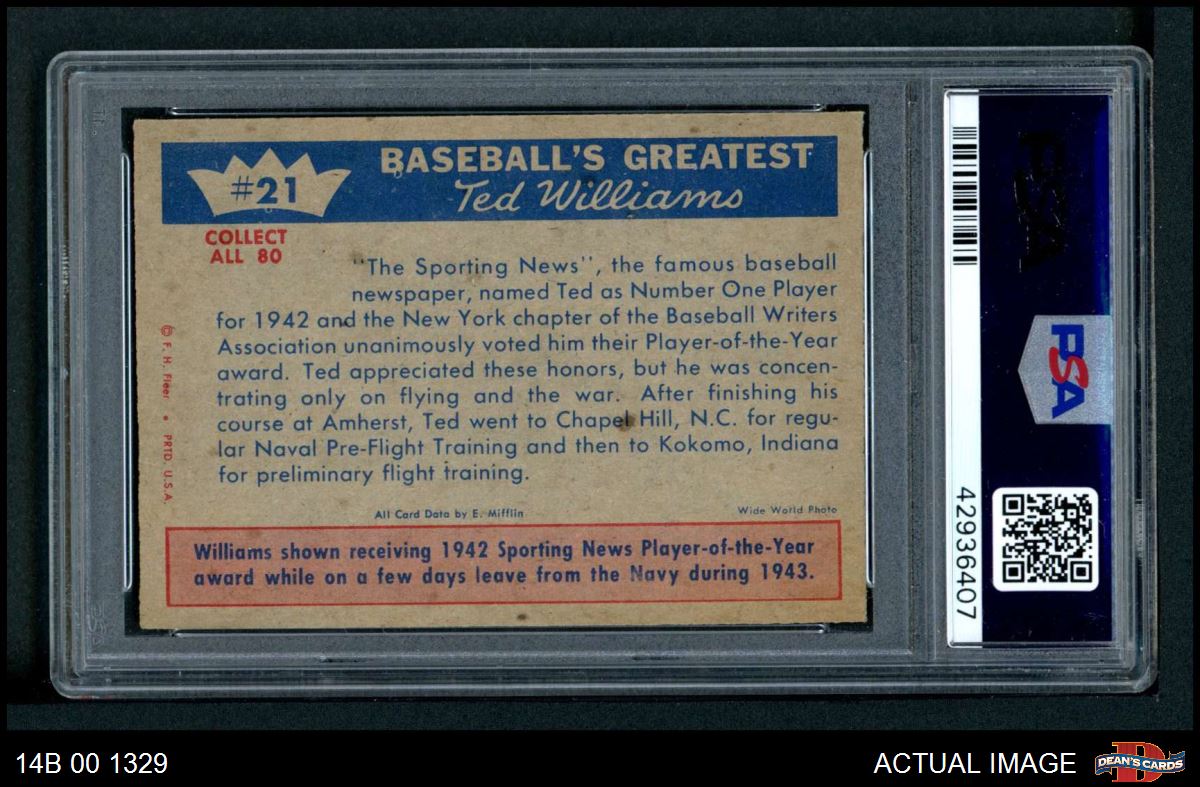 BASEBALL'S GREATEST
#21
Ted Williams
COLLECT
ALL 80
"The Sporting News", the famous baseball
newspaper, named Ted as Number One Player
for 1942 and the New York chapter of the Baseball Writers
Association unanimously voted him their Player-of-the-Year
award. Ted appreciated these honors, but he was concen-
trating only on flying and the war. After finishing his
course at Amherst, Ted went to Chapel Hill, N.C. for regu-
lar Naval Pre-Flight Training and then to Kokomo, Indiana
for preliminary flight training.
© F. H. Fleer • PRTD. U.S.A.
All Card Data by E. Mifflin
Wide World Photo
Williams shown receiving 1942 Sporting News Player-of-the-Year
award while on a few days leave from the Navy during 1943.
PSA
PSA
42936407
14B 00 1329
ACTUAL IMAGE
D
DEAN'S CARDS